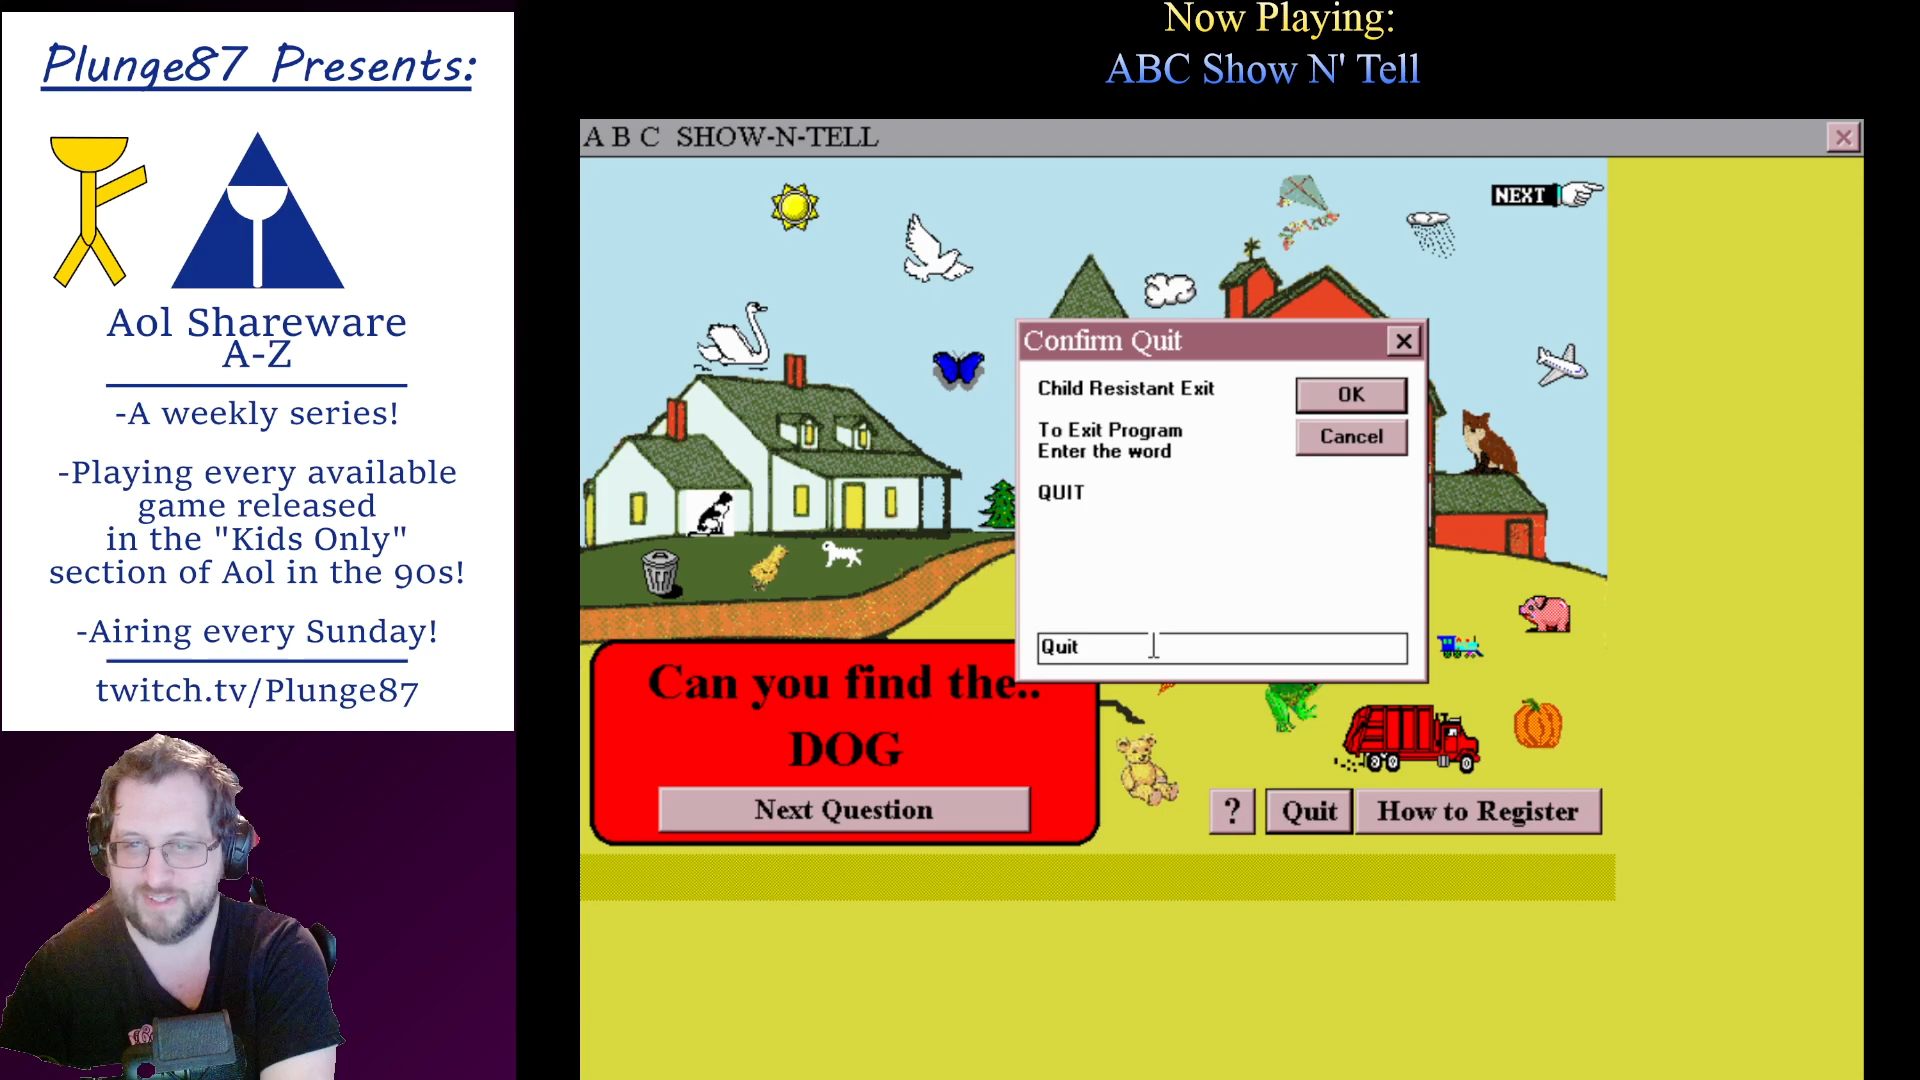 Plunge87 Presents:
Aol Shareware
A-Z
-A weekly series!
-Playing every available
game released
in the "Kids Only"
section of Aol in the 90s!
-Airing every Sunday!
twitch.tv/Plunge87
Now Playing:
ABC Show N' Tell
A B C SHOW-N-TELL
NEXT
Confirm Quit
Child Resistant Exit
OK
To Exit Program
Enter the word
Cancel
QUIT
Quit
Can you find the..
DOG
Next Question
?
Quit
How to Register